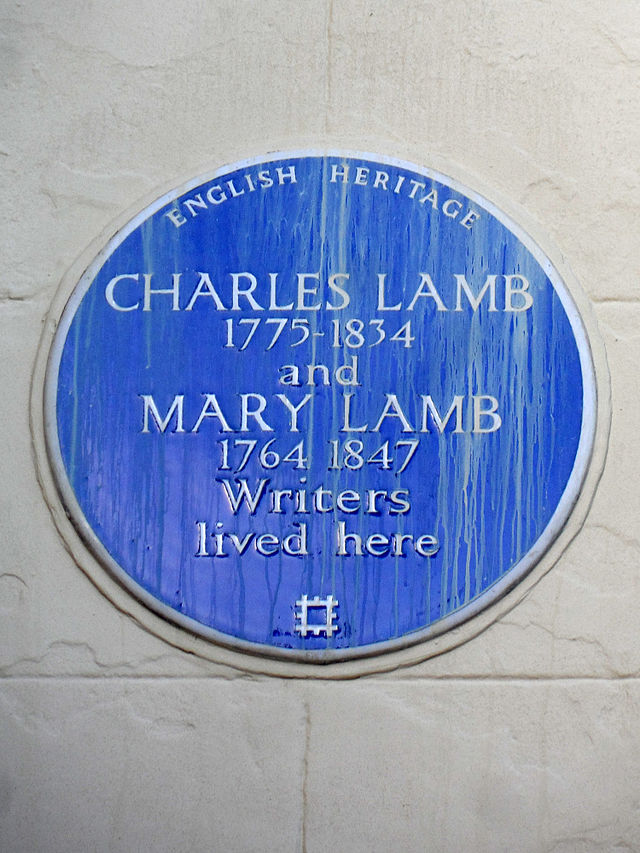 ENGLISH HERITAGE
CHARLES LAMB
1775-1834
and
MARY LAMB
1764 1847
Writers
lived here